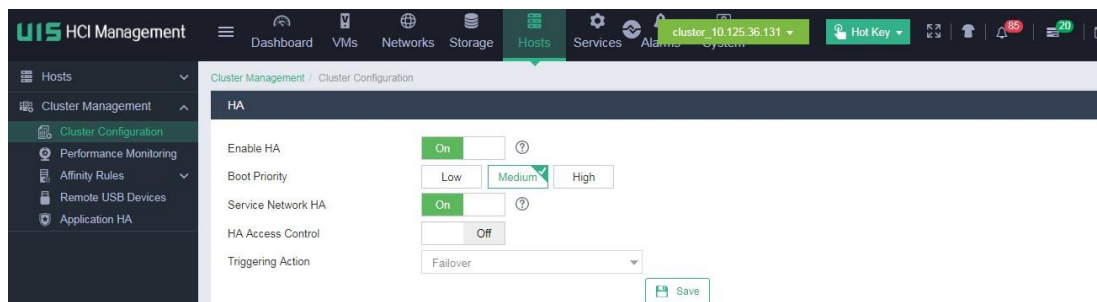 UIS HCI Management
Dashboard VMs Networks Storage Hosts Services Alarms System
cluster_10.125.36.131
Hot Key
85
20
Hosts
Cluster Management
Cluster Configuration
Performance Monitoring
Affinity Rules
Remote USB Devices
Application HA
Cluster Management / Cluster Configuration
HA
Enable HA On ?
Boot Priority Low Medium High
Service Network HA On ?
HA Access Control Off
Triggering Action Failover
Save